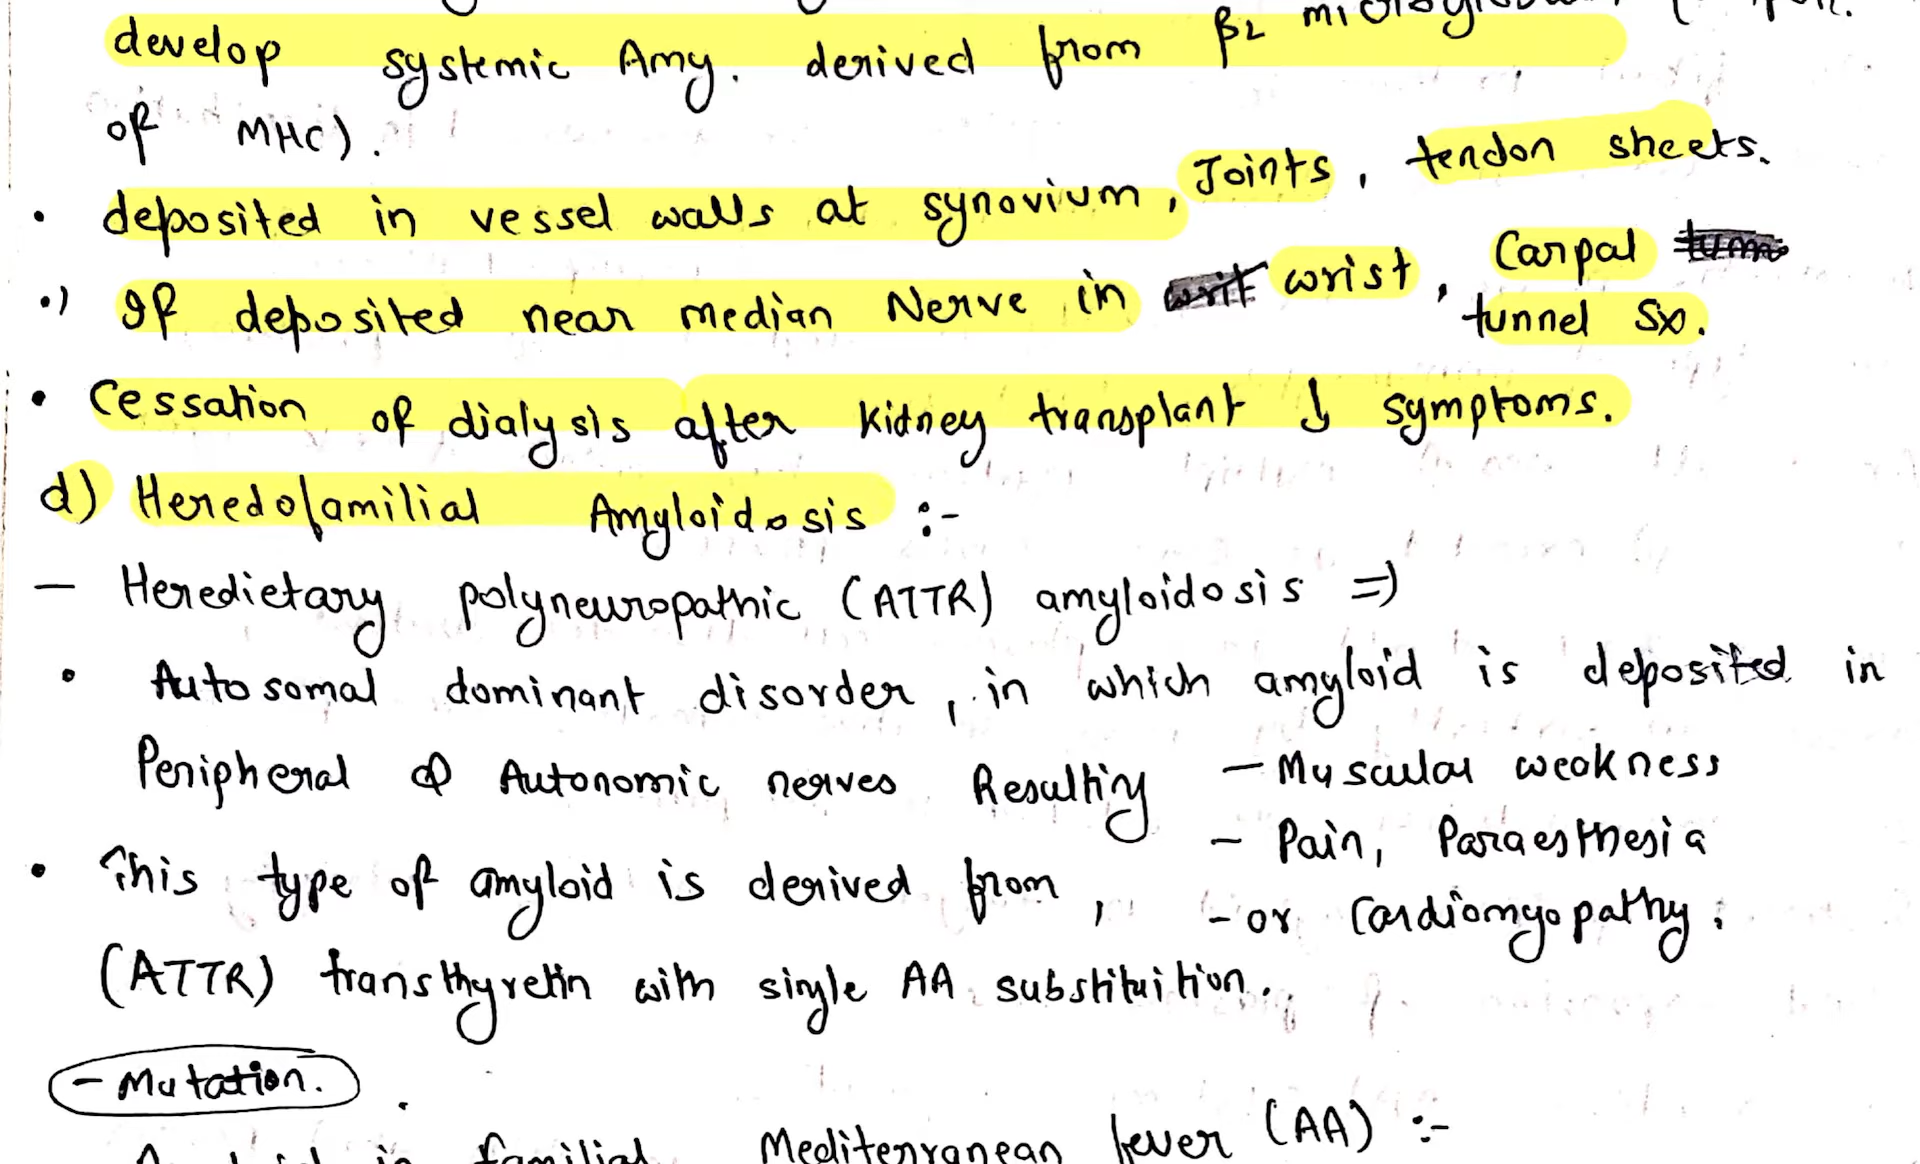 develop systemic Amy. derived from β2
of MHC).
• deposited in vessel walls at synovium, Joints, tendon sheets.
•) If deposited near median Nerve in wrist, Carpal
tunnel Sx.
• Cessation of dialysis after kidney transplant ↓ symptoms.
d) Heredofamilial Amyloidosis :-
— Heredietary polyneuropathic (ATTR) amyloidosis =)
• Autosomal dominant disorder, in which amyloid is deposited in
Peripheral & Autonomic nerves Resulting — Muscular weakness
– Pain, Paraesthesia
• This type of amyloid is derived from, – or Cardiomyopathy.
(ATTR) transthyretin with single AA substituition.
– Mutation.
in familial Mediterranean fever (AA) :-